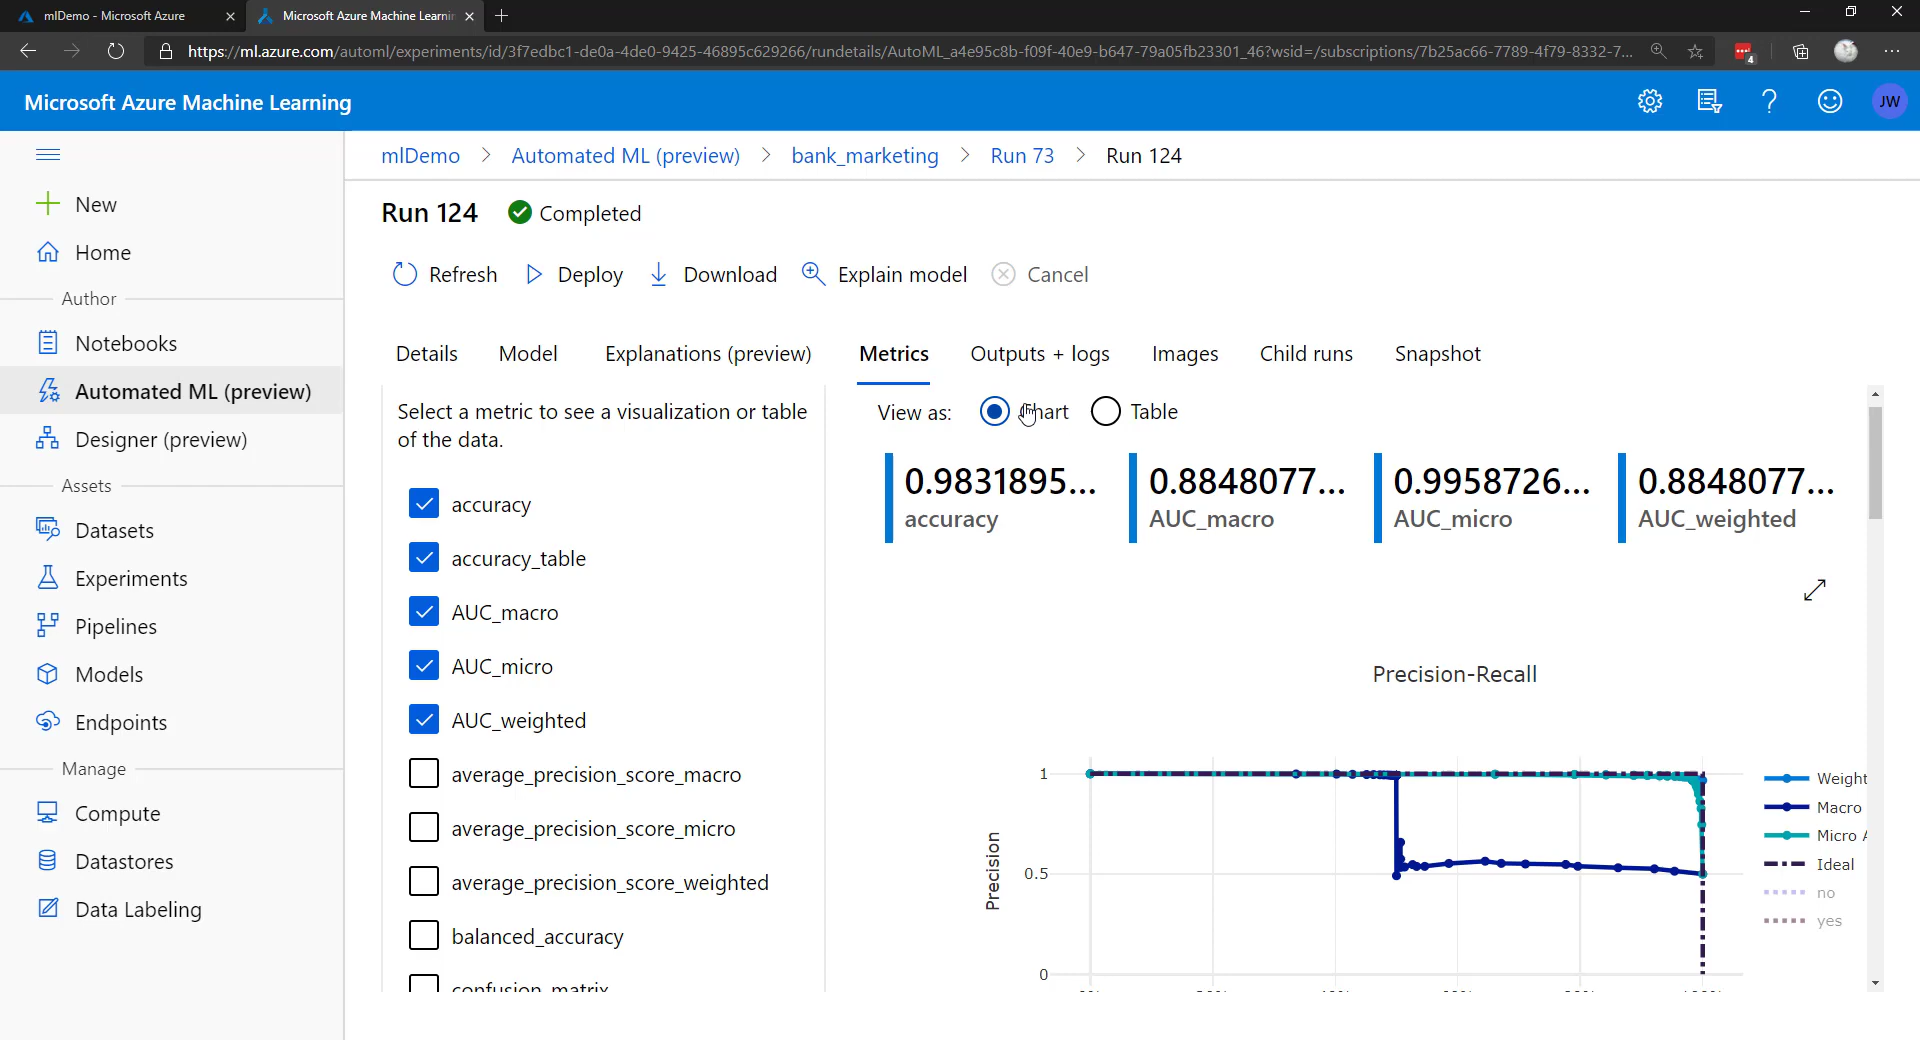 mlDemo - Microsoft Azure
Microsoft Azure Machine Learnin
https://ml.azure.com/automl/experiments/id/3f7edbc1-de0a-4de0-9425-46895c629266/rundetails/AutoML_a4e95c8b-f09f-40e9-b647-79a05fb23301_46?wsid=/subscriptions/7b25ac66-7789-4f79-8332-7...
4
Microsoft Azure Machine Learning
JW
mlDemo > Automated ML (preview) > bank_marketing > Run 73 > Run 124
New
Home
Author
Notebooks
Automated ML (preview)
Designer (preview)
Assets
Datasets
Experiments
Pipelines
Models
Endpoints
Manage
Compute
Datastores
Data Labeling
Run 124
Completed
Refresh
Deploy
Download
Explain model
Cancel
Details
Model
Explanations (preview)
Metrics
Outputs + logs
Images
Child runs
Snapshot
Select a metric to see a visualization or table
of the data.
accuracy
accuracy_table
AUC_macro
AUC_micro
AUC_weighted
average_precision_score_macro
average_precision_score_micro
average_precision_score_weighted
balanced_accuracy
confusion_matrix
View as:
Chart
Table
0.9831895...
accuracy
0.8848077...
AUC_macro
0.9958726...
AUC_micro
0.8848077...
AUC_weighted
Precision-Recall
Precision
1
0.5
0
Weight
Macro
Micro A
Ideal
no
yes